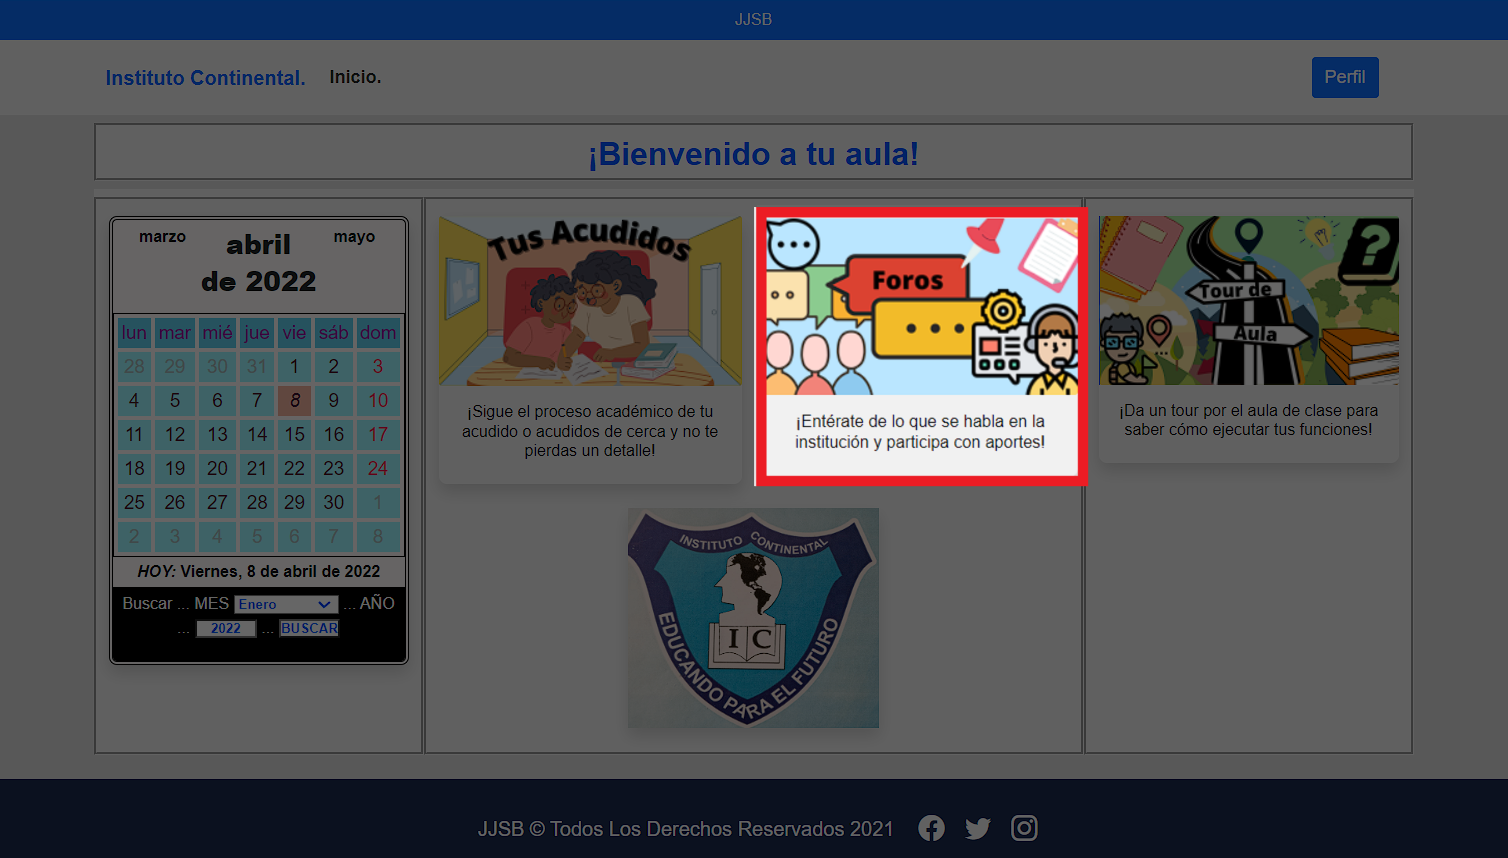 JJSB
Instituto Continental.
Inicio.
Perfil
¡Bienvenido a tu aula!
marzo
abril
de 2022
mayo
lun mar mié jue vie sáb dom
28 29 30 31 1 2 3
4 5 6 7 8 9 10
11 12 13 14 15 16 17
18 19 20 21 22 23 24
25 26 27 28 29 30 1
2 3 4 5 6 7 8
HOY: Viernes, 8 de abril de 2022
Buscar ... MES Enero ... AÑO
... 2022 ... BUSCAR
Tus Acudidos
¡Sigue el proceso académico de tu
acudido o acudidos de cerca y no te
pierdas un detalle!
Foros
¡Entérate de lo que se habla en la
institución y participa con aportes!
?
Tour de
Aula
¡Da un tour por el aula de clase para
saber cómo ejecutar tus funciones!
INSTITUTO CONTINENTAL
I C
EDUCANDO PARA EL FUTURO
JJSB © Todos Los Derechos Reservados 2021